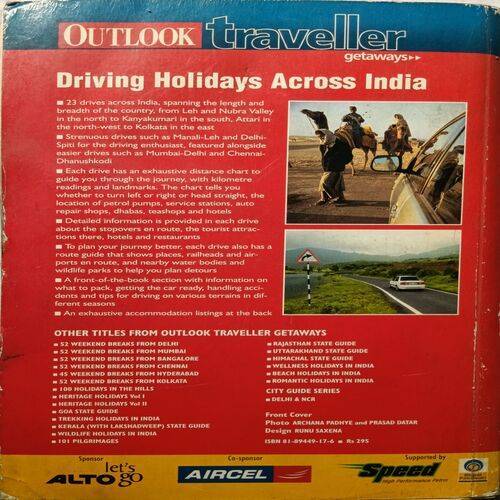 OUTLOOK traveller
getaways
Driving Holidays Across India
23 drives across India, spanning the length and
breadth of the country, from Leh and Nubra Valley
in the north to Kanyakumari in the south, Attari in
the north-west to Kolkata in the east
Strenuous drives such as Manali-Leh and Delhi-
Spiti for the driving enthusiast, featured alongside
easier drives such as Mumbai-Delhi and Chennai-
Dhanushkodi
Each drive has an exhaustive distance chart to
guide you through the journey, with kilometre
readings and landmarks. The chart tells you
whether to turn left or right or head straight, the
location of petrol pumps, service stations, auto
repair shops, dhabas, teashops and hotels
Detailed information is provided in each drive
about the stopovers en route, the tourist attrac-
tions there, hotels and restaurants
To plan your journey better, each drive also has a
route guide that shows places, railheads and air-
ports en route, and nearby water bodies and
wildlife parks to help you plan detours
A front-of-the-book section with information on
what to pack, getting the car ready, handling acci-
dents and tips for driving on various terrains in dif-
ferent seasons
An exhaustive accommodation listings at the back
OTHER TITLES FROM OUTLOOK TRAVELLER GETAWAYS
52 WEEKEND BREAKS FROM DELHI
52 WEEKEND BREAKS FROM MUMBAI
52 WEEKEND BREAKS FROM BANGALORE
52 WEEKEND BREAKS FROM CHENNAI
45 WEEKEND BREAKS FROM HYDERABAD
52 WEEKEND BREAKS FROM KOLKATA
100 HOLIDAYS IN THE HILLS
HERITAGE HOLIDAYS Vol I
HERITAGE HOLIDAYS Vol II
GOA STATE GUIDE
TREKKING HOLIDAYS IN INDIA
KERALA (WITH LAKSHADWEEP) STATE GUIDE
WILDLIFE HOLIDAYS IN INDIA
101 PILGRIMAGES
RAJASTHAN STATE GUIDE
UTTARAKHAND STATE GUIDE
HIMACHAL STATE GUIDE
WELLNESS HOLIDAYS IN INDIA
BEACH HOLIDAYS IN INDIA
ROMANTIC HOLIDAYS IN INDIA
CITY GUIDE SERIES
DELHI & NCR
Front Cover
Photo ARCHANA PADHYE and PRASAD DATAR
Design RUNU SAXENA
ISBN 81-89449-17-6 Rs 295
Sponsor
ALTO let's go
Co-sponsor
AIRCEL
Supported by
Speed
High Performance Petrol